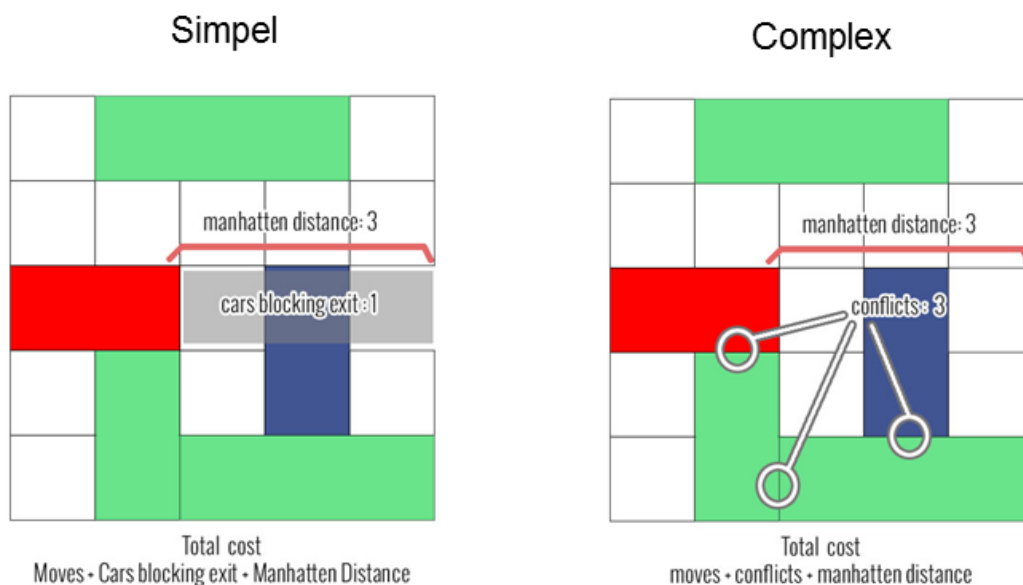 Simpel
Complex
manhatten distance: 3
cars blocking exit : 1
Total cost
Moves + Cars blocking exit + Manhatten Distance
manhatten distance: 3
conflicts : 3
Total cost
moves + conflicts + manhatten distance